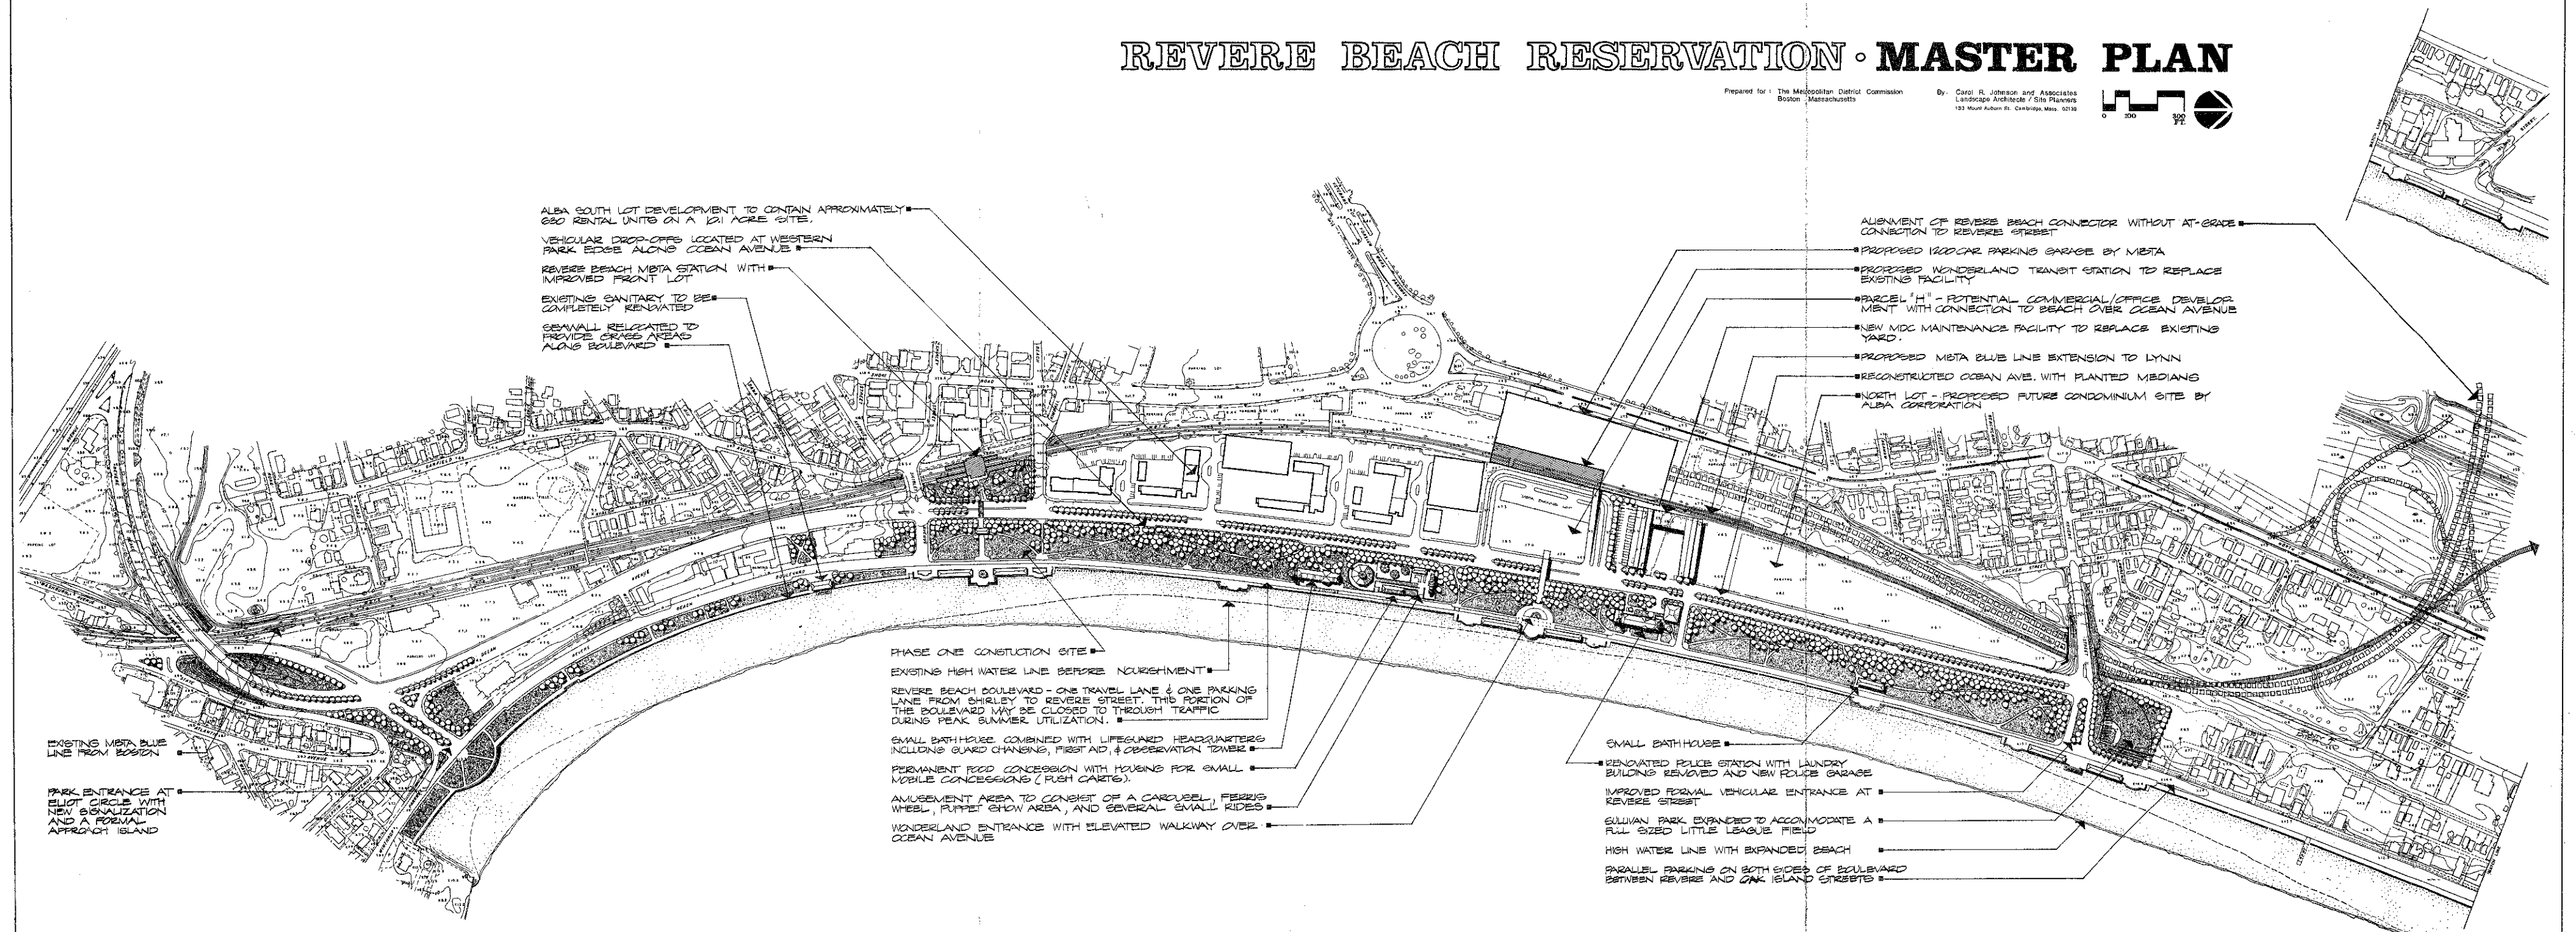 REVERE BEACH RESERVATION • MASTER PLAN
Prepared for: The Metropolitan District Commission
Boston Massachusetts
By: Carol R. Johnson and Associates
Landscape Architects / Site Planners
Mount Auburn St. Cambridge, Mass. 02138
0 100 300
FT.
ALBA SOUTH LOT DEVELOPMENT TO CONTAIN APPROXIMATELY
630 RENTAL UNITS ON A 10.1 ACRE SITE.
VEHICULAR DROP-OFFS LOCATED AT WESTERN
PARK EDGE ALONG OCEAN AVENUE
REVERE BEACH MBTA STATION WITH
IMPROVED FRONT LOT
EXISTING SANITARY TO BE
COMPLETELY RENOVATED
SEAWALL RELOCATED TO
PROVIDE GRASS AREAS
ALONG BOULEVARD
ALIGNMENT OF REVERE BEACH CONNECTOR WITHOUT AT-GRADE
CONNECTION TO REVERE STREET
PROPOSED 1200 CAR PARKING GARAGE BY MBTA
PROPOSED WONDERLAND TRANSIT STATION TO REPLACE
EXISTING FACILITY
PARCEL "H" - POTENTIAL COMMERCIAL/OFFICE DEVELOP
MENT WITH CONNECTION TO BEACH OVER OCEAN AVENUE
NEW MDC MAINTENANCE FACILITY TO REPLACE EXISTING
YARD.
PROPOSED MBTA BLUE LINE EXTENSION TO LYNN
RECONSTRUCTED OCEAN AVE. WITH PLANTED MEDIANS
NORTH LOT - PROPOSED FUTURE CONDOMINIUM SITE BY
ALBA CORPORATION
PHASE ONE CONSTUCTION SITE
EXISTING HIGH WATER LINE BEFORE NOURISHMENT
REVERE BEACH BOULEVARD - ONE TRAVEL LANE & ONE PARKING
LANE FROM SHIRLEY TO REVERE STREET. THIS PORTION OF
THE BOULEVARD MAY BE CLOSED TO THROUGH TRAFFIC
DURING PEAK SUMMER UTILIZATION.
SMALL BATH HOUSE COMBINED WITH LIFEGUARD HEADQUARTERS
INCLUDING GUARD CHANGING, FIRST AID, & OBSERVATION TOWER
PERMANENT FOOD CONCESSION WITH HOUSING FOR SMALL
MOBILE CONCESSIONS (PUSH CARTS).
AMUSEMENT AREA TO CONSIST OF A CAROUSEL, FERRIS
WHEEL, PUPPET SHOW AREA, AND SEVERAL SMALL RIDES
WONDERLAND ENTRANCE WITH ELEVATED WALKWAY OVER
OCEAN AVENUE
EXISTING MBTA BLUE
LINE FROM BOSTON
PARK ENTRANCE AT
ELIOT CIRCLE WITH
NEW SIGNALIZATION
AND A FORMAL
APPROACH ISLAND
SMALL BATH HOUSE
RENOVATED POLICE STATION WITH LAUNDRY
BUILDING REMOVED AND NEW POLICE GARAGE
IMPROVED FORMAL VEHICULAR ENTRANCE AT
REVERE STREET
SULLIVAN PARK EXPANDED TO ACCOMMODATE A
FULL SIZED LITTLE LEAGUE FIELD
HIGH WATER LINE WITH EXPANDED BEACH
PARALLEL PARKING ON BOTH SIDES OF BOULEVARD
BETWEEN REVERE AND OAK ISLAND STREETS